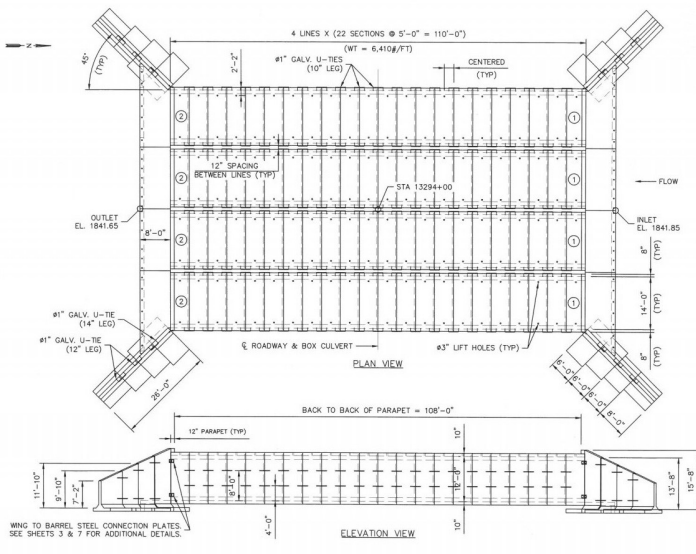 4 LINES X (22 SECTIONS @ 5'-0" = 110'-0")
(WT = 6,410#/FT)
N
45°
(TYP)
2'-2"
ø1" GALV. U-TIES
(10" LEG)
CENTERED
(TYP)
2
1
12" SPACING
BETWEEN LINES (TYP)
2
1
STA 13294+00
FLOW
OUTLET
EL. 1841.65
8'-0"
INLET
EL. 1841.85
2
1
8"
(TYP)
2
1
14'-0"
(TYP)
ø1" GALV. U-TIE
(14" LEG)
ø1" GALV. U-TIE
(12" LEG)
℄ ROADWAY & BOX CULVERT
ø3" LIFT HOLES (TYP)
8"
(TYP)
PLAN VIEW
26'-0"
6'-0"
6'-0"
6'-0"
8'-0"
BACK TO BACK OF PARAPET = 108'-0"
12" PARAPET (TYP)
10"
11'-10"
9'-10"
7'-2"
8'-0"
4'-0"
12'-0"
10"
13'-8"
15'-8"
WING TO BARREL STEEL CONNECTION PLATES.
SEE SHEETS 3 & 7 FOR ADDITIONAL DETAILS.
ELEVATION VIEW